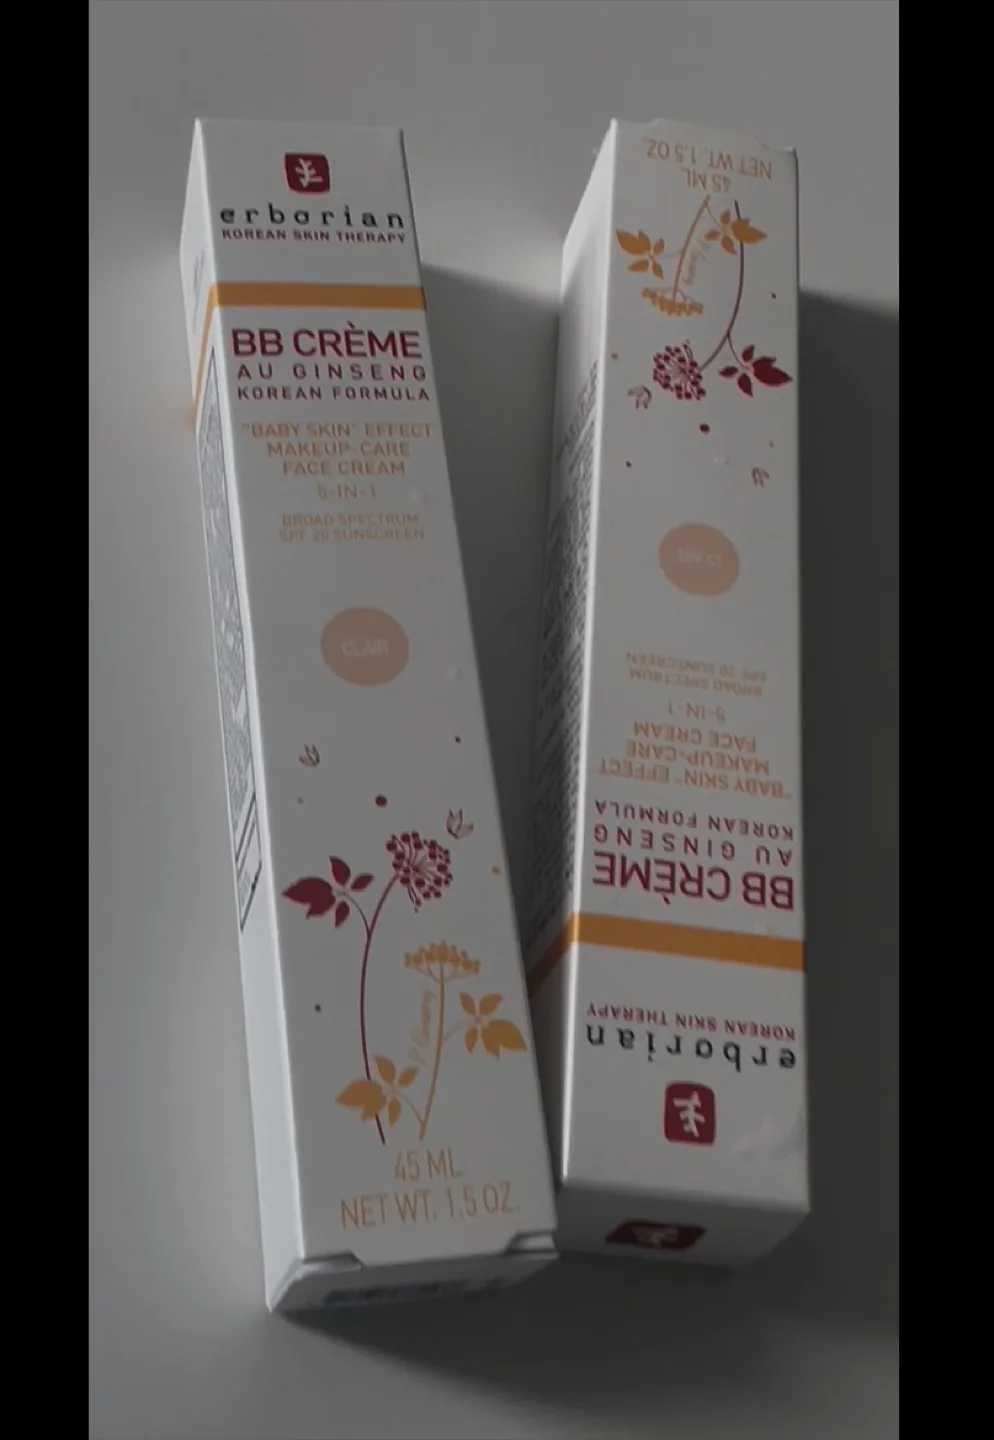 erborian
KOREAN SKIN THERAPY
BB CRÈME
AU GINSENG
KOREAN FORMULA
"BABY SKIN" EFFECT
MAKEUP-CARE
FACE CREAM
5-IN-1
BROAD SPECTRUM
SPF 20 SUNSCREEN
CLAIR
P. Ginseng
45 ML
NET WT. 1.5 OZ.
erborian
KOREAN SKIN THERAPY
BB CRÈME
AU GINSENG
KOREAN FORMULA
"BABY SKIN" EFFECT
MAKEUP-CARE
FACE CREAM
5-IN-1
BROAD SPECTRUM
SPF 20 SUNSCREEN
CLAIR
P. Ginseng
45 ML
NET WT. 1.5 OZ